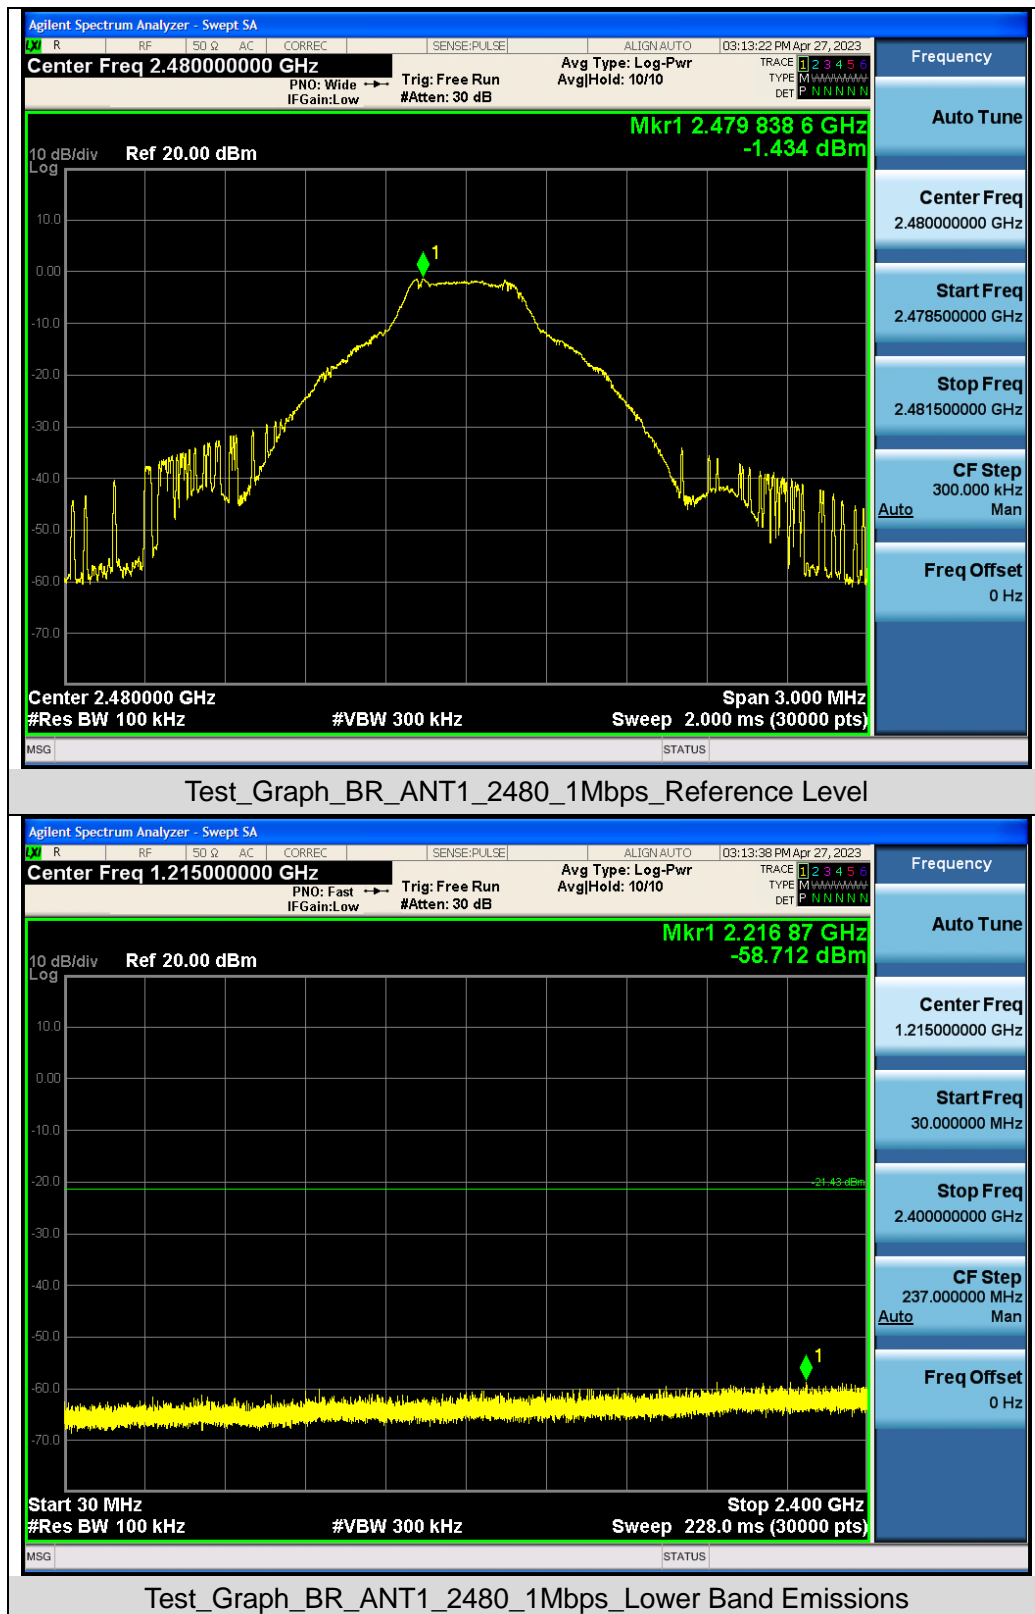 Agilent Spectrum Analyzer - Swept SA
LXI R RF 50 Ω AC CORREC SENSE:PULSE ALIGN AUTO 03:13:22 PM Apr 27, 2023
Center Freq 2.480000000 GHz
PNO: Wide
IFGain:Low
Trig: Free Run
#Atten: 30 dB
Avg Type: Log-Pwr
Avg|Hold: 10/10
TRACE 1 2 3 4 5 6
TYPE M
DET P N N N N N
Mkr1 2.479 838 6 GHz
-1.434 dBm
10 dB/div
Log
Ref 20.00 dBm
10.0
0.00
-10.0
-20.0
-30.0
-40.0
-50.0
-60.0
-70.0
1
Center 2.480000 GHz
Span 3.000 MHz
#Res BW 100 kHz
#VBW 300 kHz
Sweep 2.000 ms (30000 pts)
MSG
STATUS
Frequency
Auto Tune
Center Freq
2.480000000 GHz
Start Freq
2.478500000 GHz
Stop Freq
2.481500000 GHz
CF Step
300.000 kHz
Auto Man
Freq Offset
0 Hz
Test_Graph_BR_ANT1_2480_1Mbps_Reference Level
Agilent Spectrum Analyzer - Swept SA
LXI R RF 50 Ω AC CORREC SENSE:PULSE ALIGN AUTO 03:13:38 PM Apr 27, 2023
Center Freq 1.215000000 GHz
PNO: Fast
IFGain:Low
Trig: Free Run
#Atten: 30 dB
Avg Type: Log-Pwr
Avg|Hold: 10/10
TRACE 1 2 3 4 5 6
TYPE M
DET P N N N N N
Mkr1 2.216 87 GHz
-58.712 dBm
10 dB/div
Log
Ref 20.00 dBm
10.0
0.00
-10.0
-20.0
-30.0
-40.0
-50.0
-60.0
-70.0
-21.43 dBm
1
Start 30 MHz
Stop 2.400 GHz
#Res BW 100 kHz
#VBW 300 kHz
Sweep 228.0 ms (30000 pts)
MSG
STATUS
Frequency
Auto Tune
Center Freq
1.215000000 GHz
Start Freq
30.000000 MHz
Stop Freq
2.400000000 GHz
CF Step
237.000000 MHz
Auto Man
Freq Offset
0 Hz
Test_Graph_BR_ANT1_2480_1Mbps_Lower Band Emissions